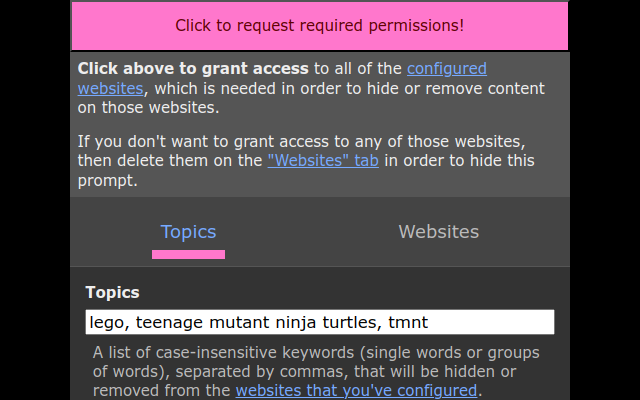 Click to request required permissions!
Click above to grant access to all of the configured
websites, which is needed in order to hide or remove content
on those websites.
If you don't want to grant access to any of those websites,
then delete them on the "Websites" tab in order to hide this
prompt.
Topics
Websites
Topics
lego, teenage mutant ninja turtles, tmnt
A list of case-insensitive keywords (single words or groups
of words), separated by commas, that will be hidden or
removed from the websites that you've configured.